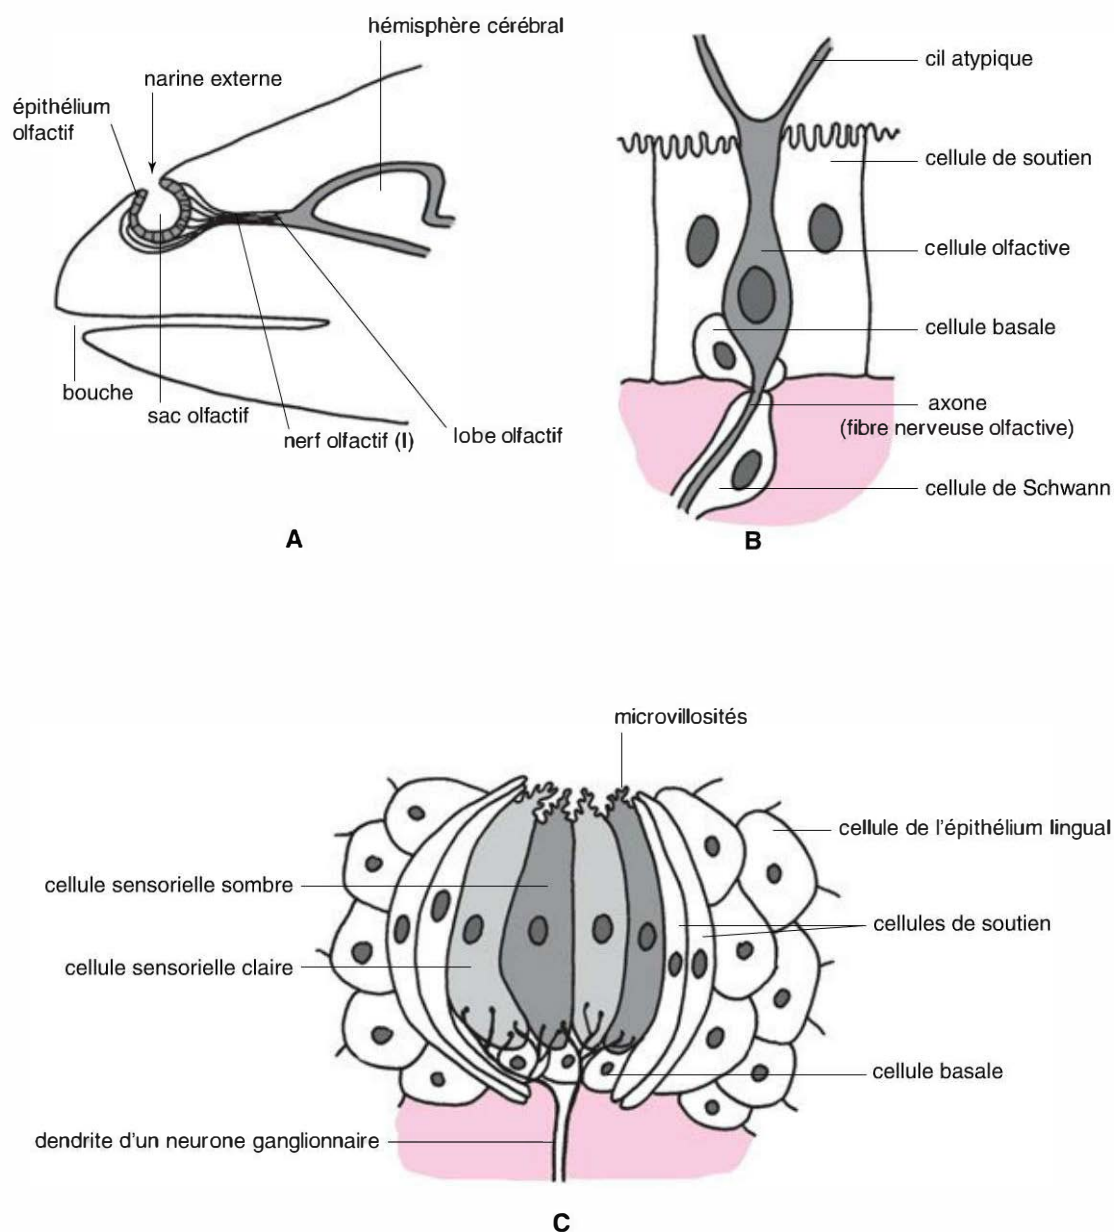 hémisphère cérébral
narine externe
épithélium
olfactif
bouche
sac olfactif
nerf olfactif (I)
lobe olfactif
A
cil atypique
cellule de soutien
cellule olfactive
cellule basale
axone
(fibre nerveuse olfactive)
cellule de Schwann
B
microvillosités
cellule de l'épithélium lingual
cellule sensorielle sombre
cellules de soutien
cellule sensorielle claire
cellule basale
dendrite d'un neurone ganglionnaire
C